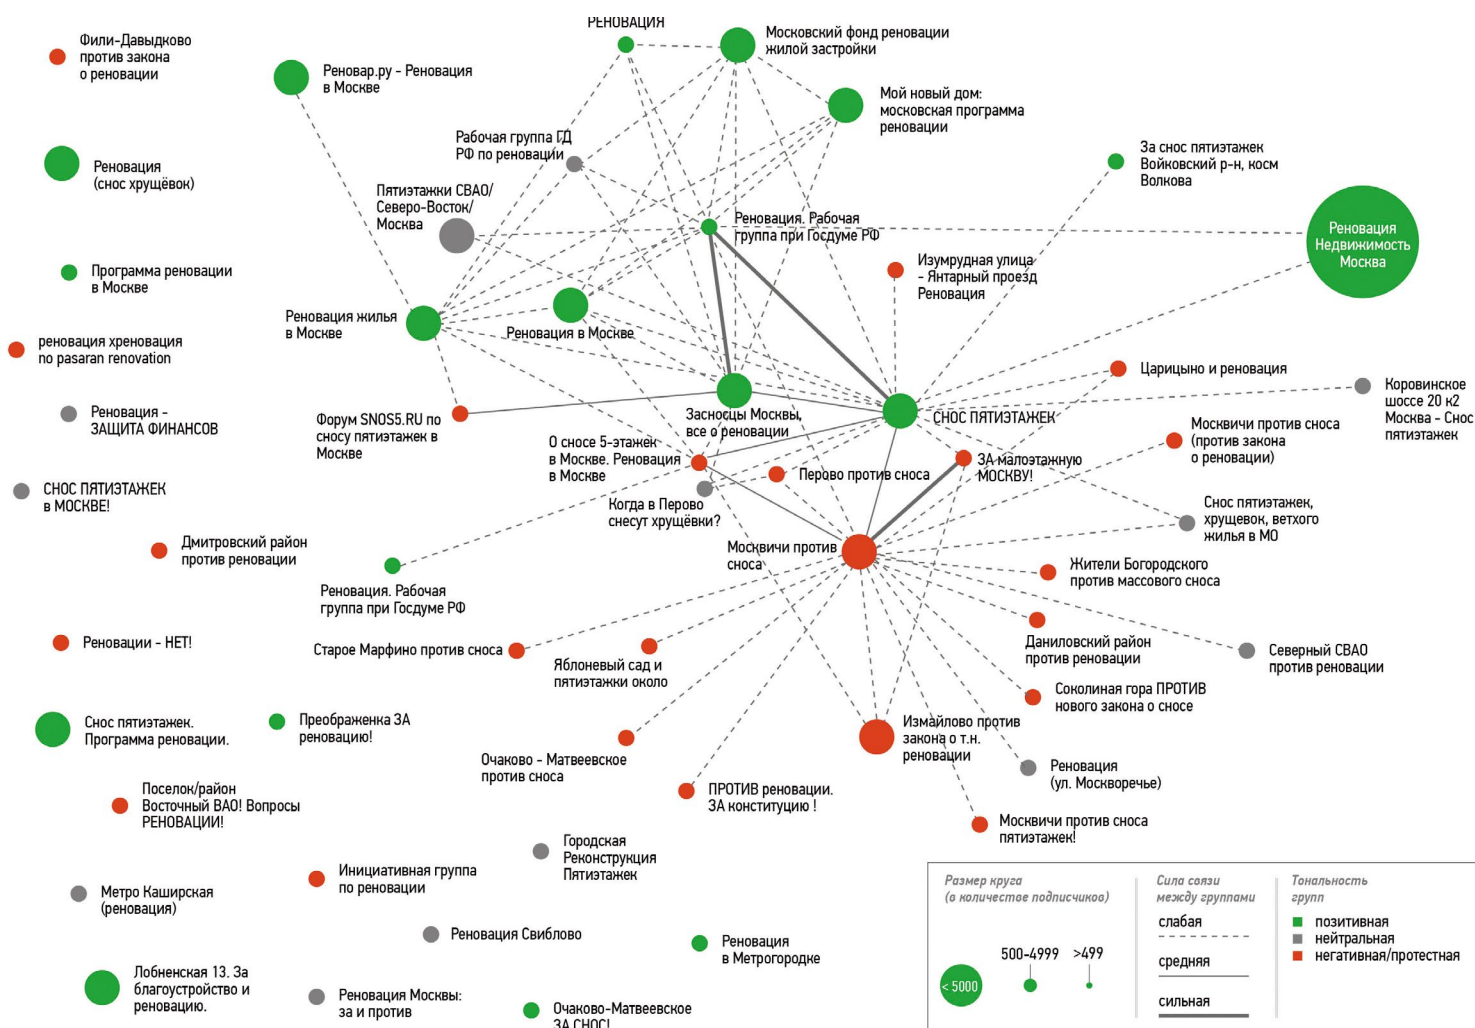 РЕНОВАЦИЯ
Московский фонд реновации
жилой застройки
Фили-Давыдково
против закона
о реновации
Реновар.ру - Реновация
в Москве
Мой новый дом:
московская программа
реновации
Рабочая группа ГД
РФ по реновации
За снос пятиэтажек
Войковский р-н, косм
Волкова
Реновация
(снос хрущёвок)
Пятиэтажки СВАО/
Северо-Восток/
Москва
Реновация. Рабочая
группа при Госдуме РФ
Реновация
Недвижимость
Москва
Изумрудная улица
- Янтарный проезд
Реновация
Программа реновации
в Москве
Реновация жилья
в Москве
Реновация в Москве
реновация хреновация
no pasaran renovation
Царицыно и реновация
Коровинское
шоссе 20 к2
Москва - Снос
пятиэтажек
Реновация -
ЗАЩИТА ФИНАНСОВ
Форум SNOS5.RU по
сносу пятиэтажек в
Москве
Засносцы Москвы,
все о реновации
СНОС ПЯТИЭТАЖЕК
Москвичи против сноса
(против закона
о реновации)
О сносе 5-этажек
в Москве. Реновация
в Москве
Перово против сноса
ЗА малоэтажную
МОСКВУ!
СНОС ПЯТИЭТАЖЕК
в МОСКВЕ!
Когда в Перово
снесут хрущёвки?
Снос пятиэтажек,
хрущевок, ветхого
жилья в МО
Дмитровский район
против реновации
Москвичи против
сноса
Жители Богородского
против массового сноса
Реновация. Рабочая
группа при Госдуме РФ
Реновации - НЕТ!
Старое Марфино против сноса
Яблоневый сад и
пятиэтажки около
Даниловский район
против реновации
Северный СВАО
против реновации
Соколиная гора ПРОТИВ
нового закона о сносе
Снос пятиэтажек.
Программа реновации.
Преображенка ЗА
реновацию!
Измайлово против
закона о т.н.
реновации
Очаково - Матвеевское
против сноса
Реновация
(ул. Москворечье)
Поселок/район
Восточный ВАО! Вопросы
РЕНОВАЦИИ!
ПРОТИВ реновации.
ЗА конституцию !
Москвичи против сноса
пятиэтажек!
Городская
Реконструкция
Пятиэтажек
Инициативная группа
по реновации
Метро Каширская
(реновация)
Реновация Свиблово
Реновация
в Метрогородке
Лобненская 13. За
благоустройство и
реновацию.
Реновация Москвы:
за и против
Очаково-Матвеевское
ЗА СНОС!
Размер круга
(в количестве подписчиков)
< 5000
500-4999
>499
Сила связи
между группами
слабая
средняя
сильная
Тональность
групп
позитивная
нейтральная
негативная/протестная